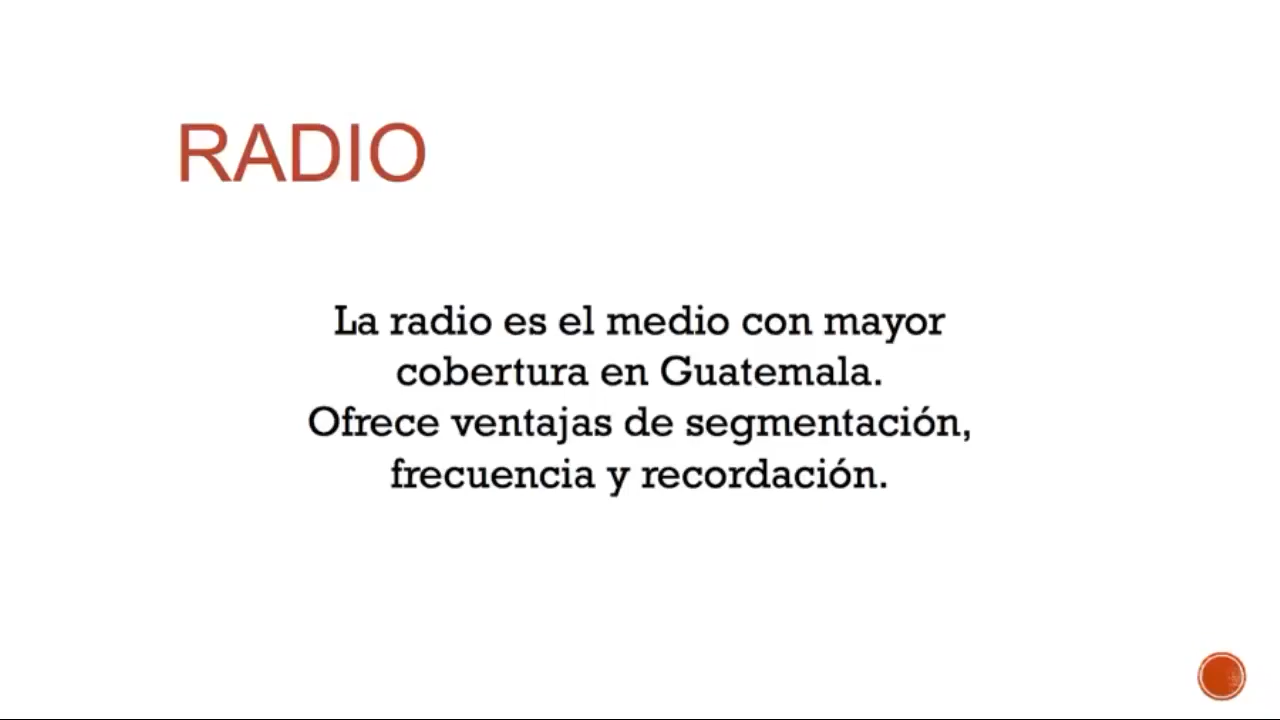 RADIO
La radio es el medio con mayor
cobertura en Guatemala.
Ofrece ventajas de segmentación,
frecuencia y recordación.